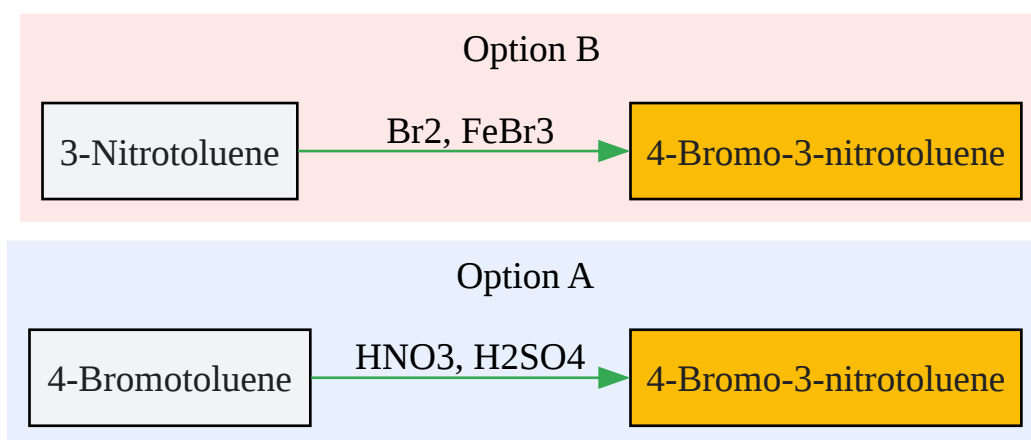 Option B
3-Nitrotoluene
Br2, FeBr3
4-Bromo-3-nitrotoluene
Option A
4-Bromotoluene
HNO3, H2SO4
4-Bromo-3-nitrotoluene